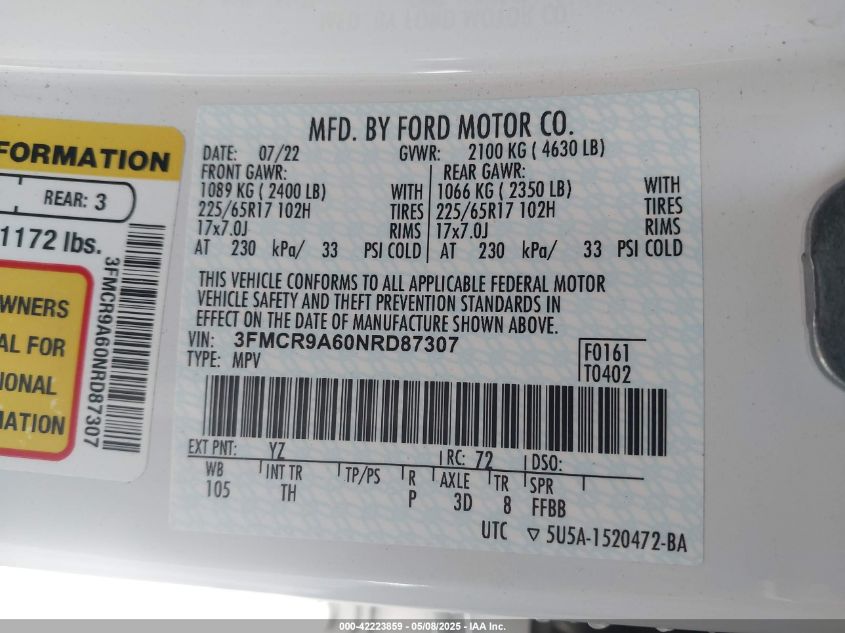 FORMATION
REAR: 3
1172 lbs.
3FMCR9A60NRD87307
WNERS
AL FOR
IONAL
MATION
MFD. BY FORD MOTOR CO.
DATE: 07/22 GVWR: 2100 KG ( 4630 LB)
FRONT GAWR: REAR GAWR:
1089 KG ( 2400 LB) WITH 1066 KG ( 2350 LB) WITH
225/65R17 102H TIRES 225/65R17 102H TIRES
17x7.0J RIMS 17x7.0J RIMS
AT 230 kPa/ 33 PSI COLD AT 230 kPa/ 33 PSI COLD
THIS VEHICLE CONFORMS TO ALL APPLICABLE FEDERAL MOTOR
VEHICLE SAFETY AND THEFT PREVENTION STANDARDS IN
EFFECT ON THE DATE OF MANUFACTURE SHOWN ABOVE.
VIN: 3FMCR9A60NRD87307 F0161
TYPE: MPV T0402
EXT PNT: YZ RC: 72 DSO:
WB INT TR TP/PS R AXLE TR SPR
105 TH P 3D 8 FFBB
UTC ▽ 5U5A-1520472-BA
000-42223859 - 05/08/2025 - IAA Inc.